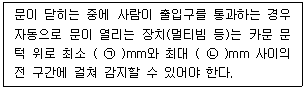 문이 닫히는 중에 사람이 출입구를 통과하는 경우
자동으로 문이 열리는 장치(멀티빔 등)는 카문 문
턱 위로 최소 ( ㉠ )mm와 최대 ( ㉡ )mm 사이의
전 구간에 걸쳐 감지할 수 있어야 한다.